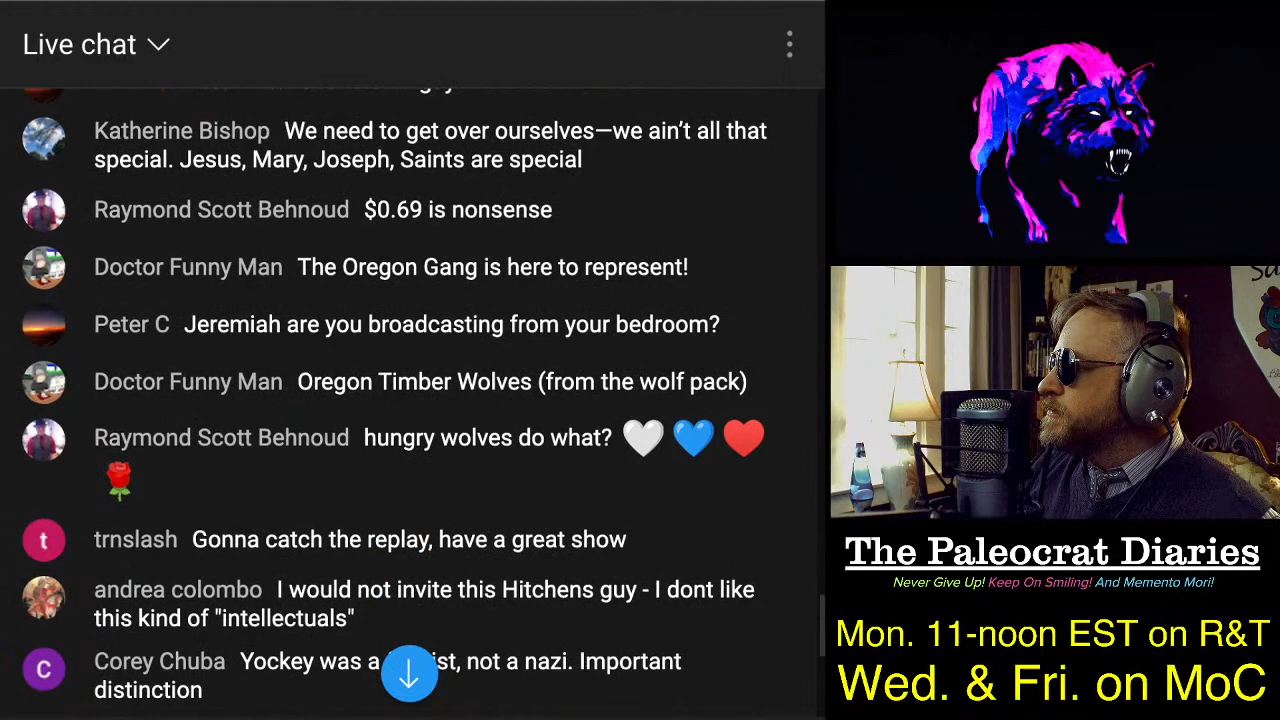 Live chat
Katherine Bishop We need to get over ourselves—we ain't all that
special. Jesus, Mary, Joseph, Saints are special
Raymond Scott Behnoud $0.69 is nonsense
Doctor Funny Man The Oregon Gang is here to represent!
Peter C Jeremiah are you broadcasting from your bedroom?
Doctor Funny Man Oregon Timber Wolves (from the wolf pack)
Raymond Scott Behnoud hungry wolves do what? 🤍 💙 ❤️
🌹
t trnslash Gonna catch the replay, have a great show
andrea colombo I would not invite this Hitchens guy - I dont like
this kind of "intellectuals"
C Corey Chuba Yockey was a not a nazi. Important
distinction
The Paleocrat Diaries
Never Give Up! Keep On Smiling! And Memento Mori!
Mon. 11-noon EST on R&T
Wed. & Fri. on MoC